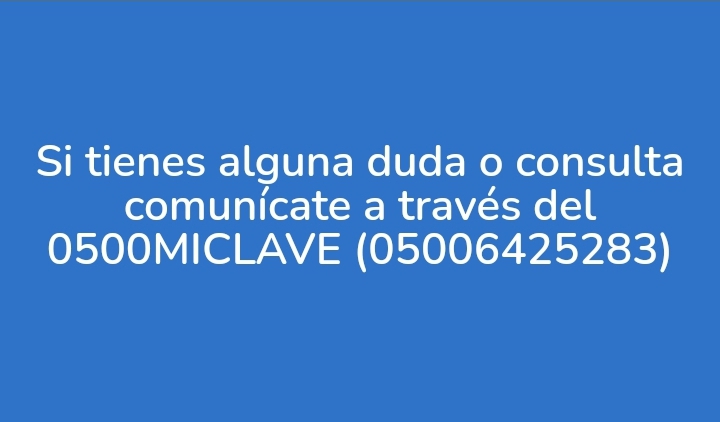 Si tienes alguna duda o consulta
comunícate a través del
0500MICLAVE (05006425283)